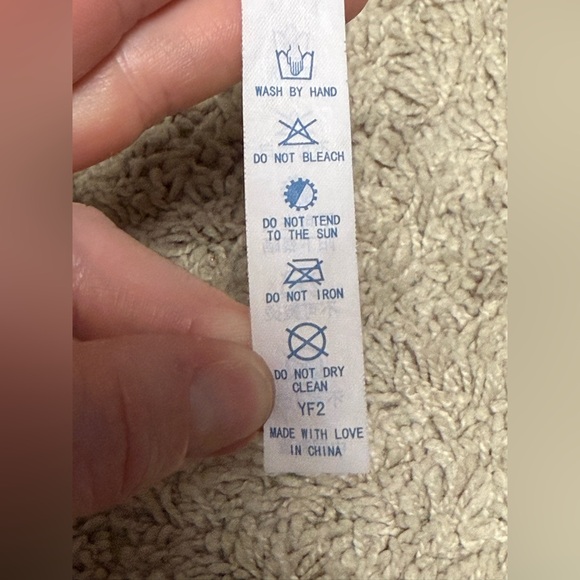 WASH BY HAND
DO NOT BLEACH
DO NOT TEND
TO THE SUN
DO NOT IRON
DO NOT DRY
CLEAN
YF2
MADE WITH LOVE
IN CHINA